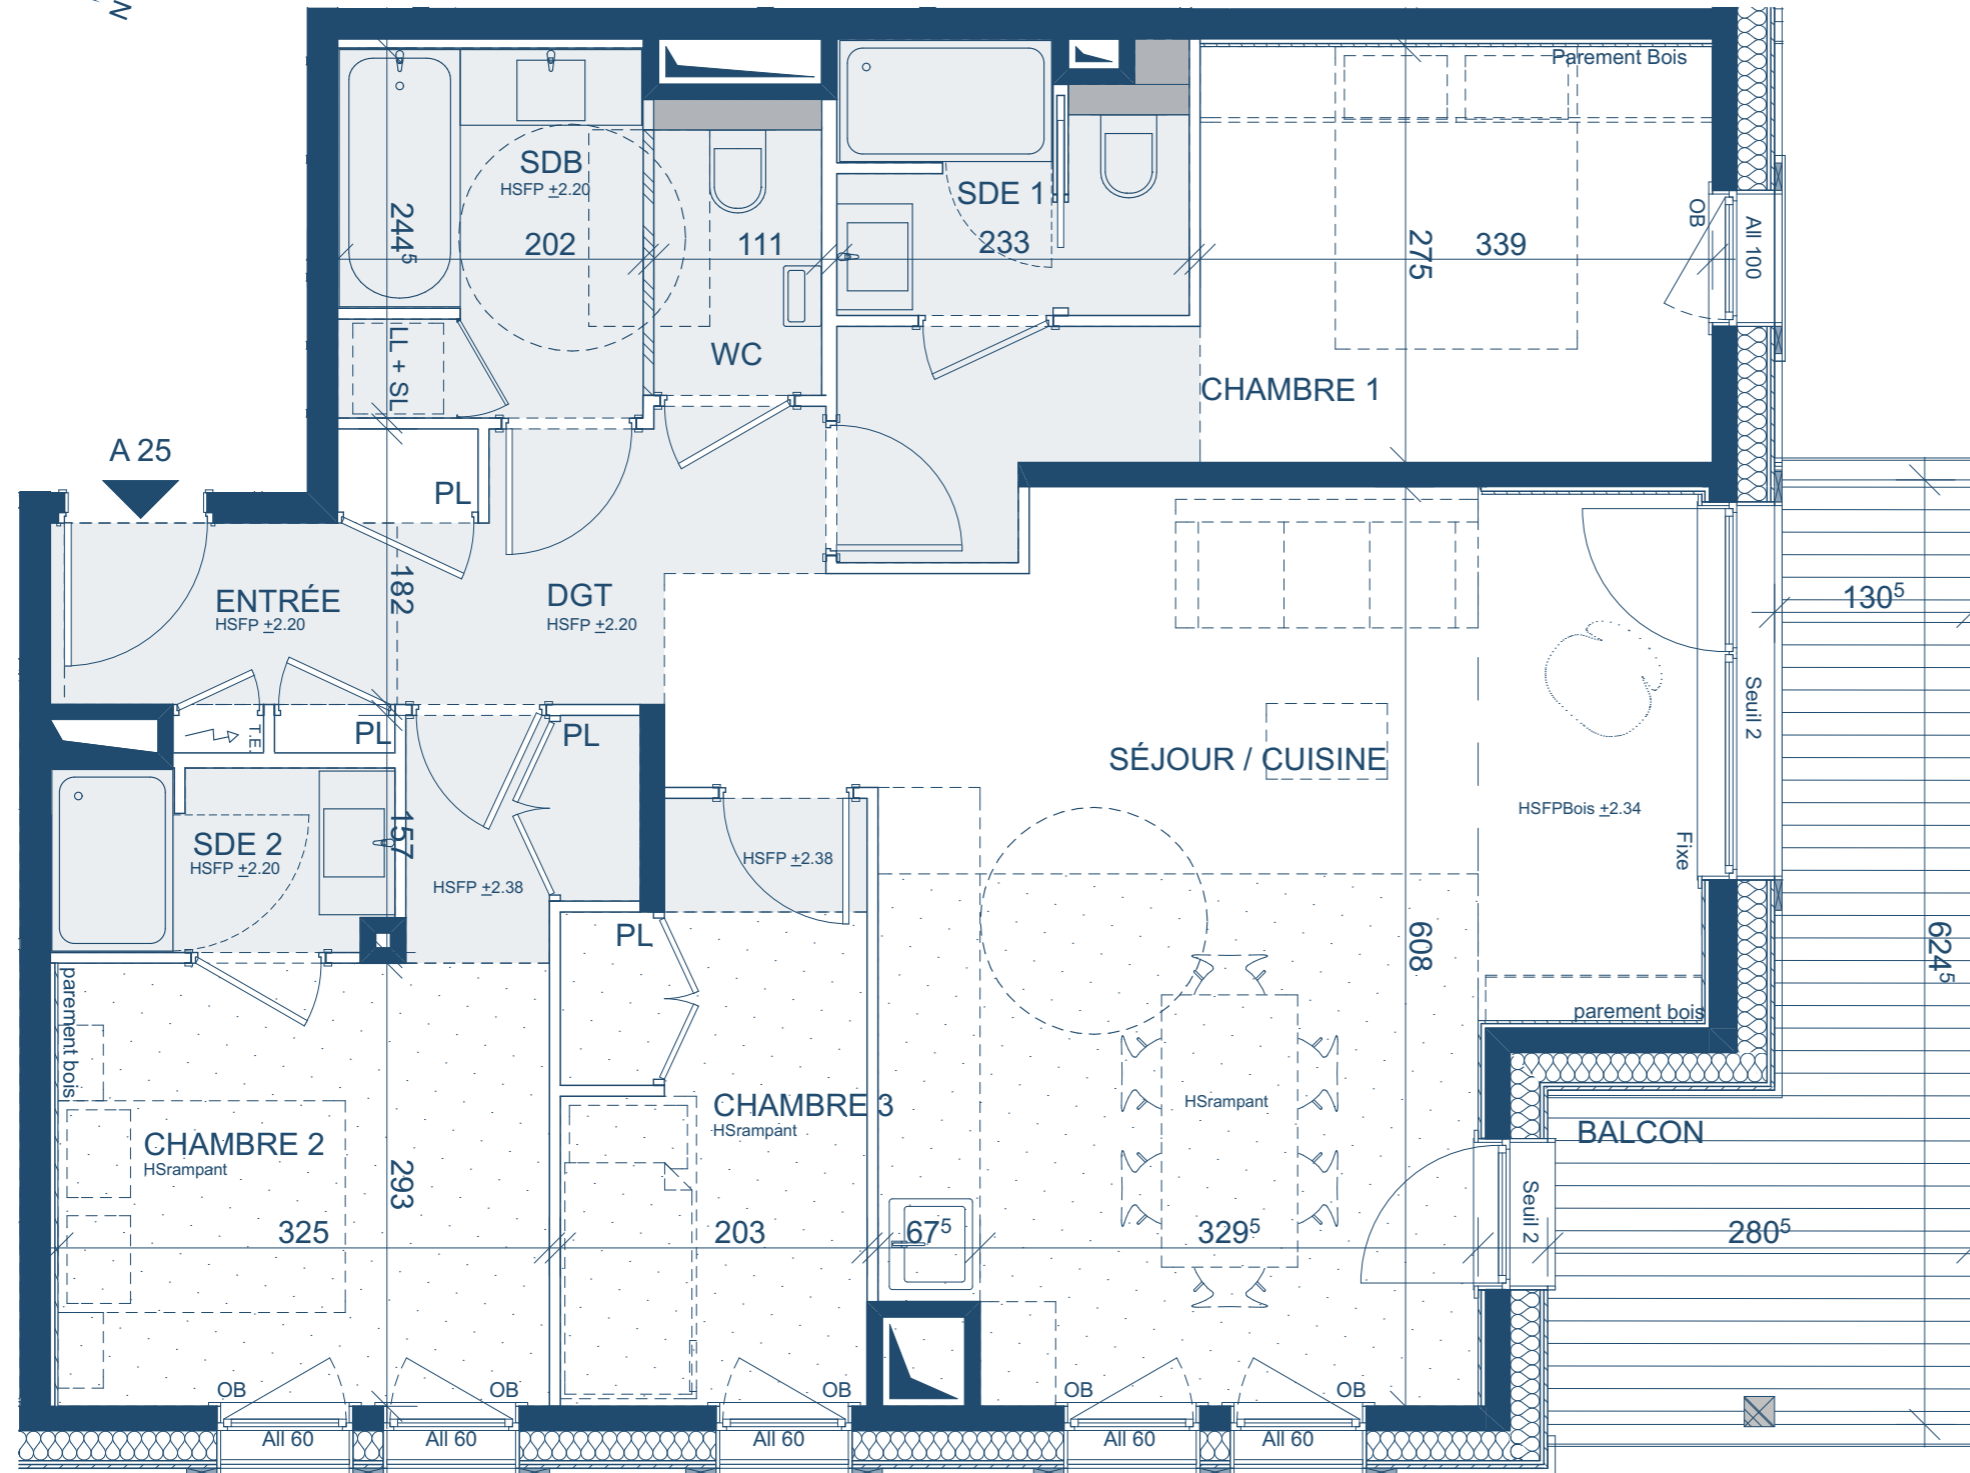 N
Parement Bois
SDB
HSFP ±2.20
SDE 1
OB
All 100
244⁵
202
111
233
275
339
LL + SL
WC
CHAMBRE 1
A 25
PL
ENTRÉE
HSFP ±2.20
182
DGT
HSFP ±2.20
130⁵
Seuil 2
T.E.
PL
PL
SÉJOUR / CUISINE
HSFPBois ±2.34
Fixe
SDE 2
HSFP ±2.20
157
HSFP ±2.38
HSFP ±2.38
PL
608
624⁵
parement bois
parement bois
CHAMBRE 2
HSrampant
CHAMBRE 3
HSrampant
HSrampant
BALCON
293
325
203
67⁵
329⁵
Seuil 2
280⁵
OB
OB
OB
OB
OB
All 60
All 60
All 60
All 60
All 60